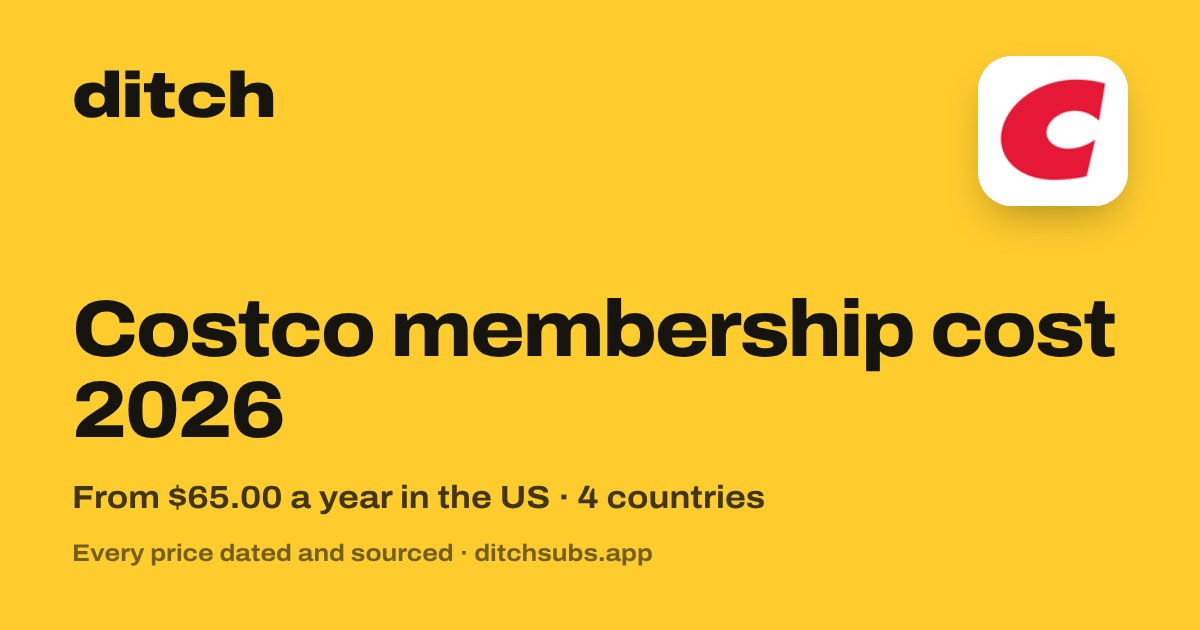 ditch
C
Costco membership cost
2026
From $65.00 a year in the US · 4 countries
Every price dated and sourced · ditchsubs.app